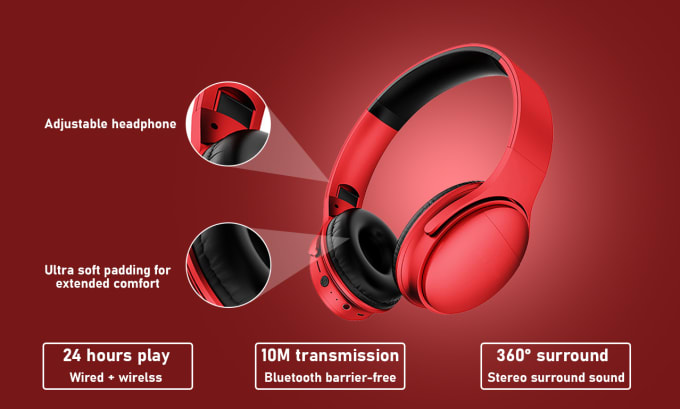 Adjustable headphone
Ultra soft padding for
extended comfort
24 hours play
Wired + wirelss
10M transmission
Bluetooth barrier-free
360° surround
Stereo surround sound